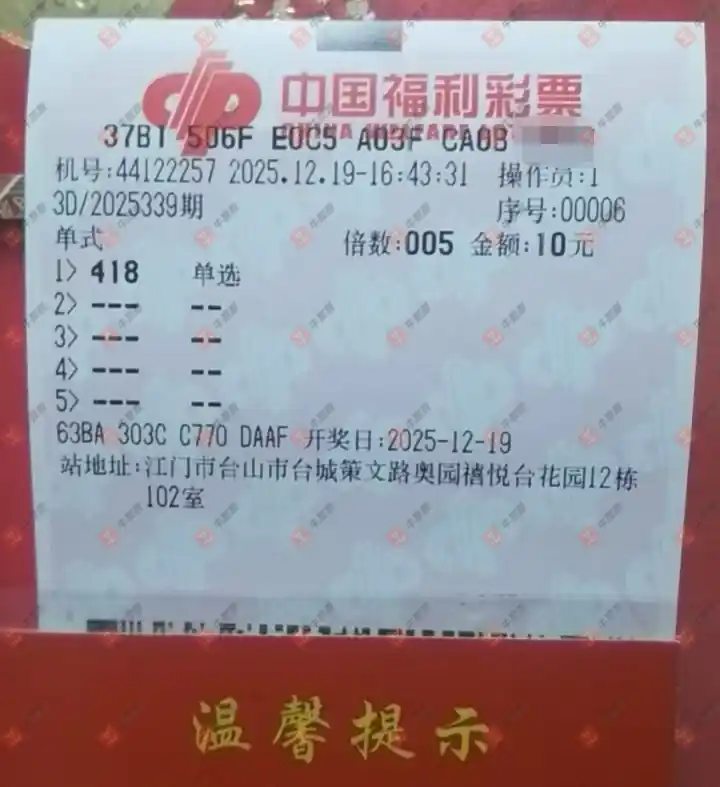 中国福利彩票
CHINA WELFARE LOT
37B1 506F E0C5 A03F CA0B
机号:44122257 2025.12.19-16:43:31 操作员:1
3D/2025339期 序号:00006
单式 倍数:005 金额:10元
1> 418 单选
2> --- --
3> --- --
4> --- --
5> --- --
63BA 303C C770 DAAF 开奖日:2025-12-19
站地址:江门市台山市台城策文路奥园禧悦台花园12栋
102室
温馨提示